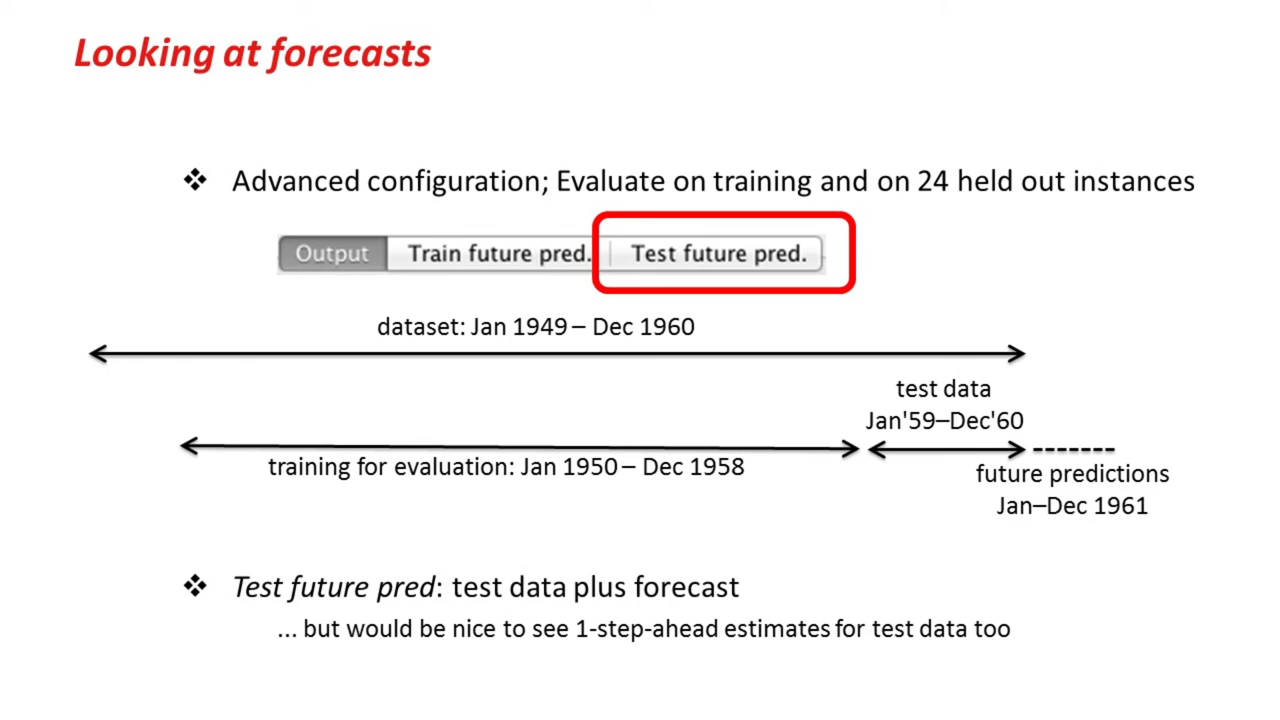 Looking at forecasts
❖ Advanced configuration; Evaluate on training and on 24 held out instances
Output Train future pred. Test future pred.
dataset: Jan 1949 – Dec 1960
test data
Jan'59–Dec'60
training for evaluation: Jan 1950 – Dec 1958
future predictions
Jan–Dec 1961
❖ Test future pred: test data plus forecast
... but would be nice to see 1-step-ahead estimates for test data too